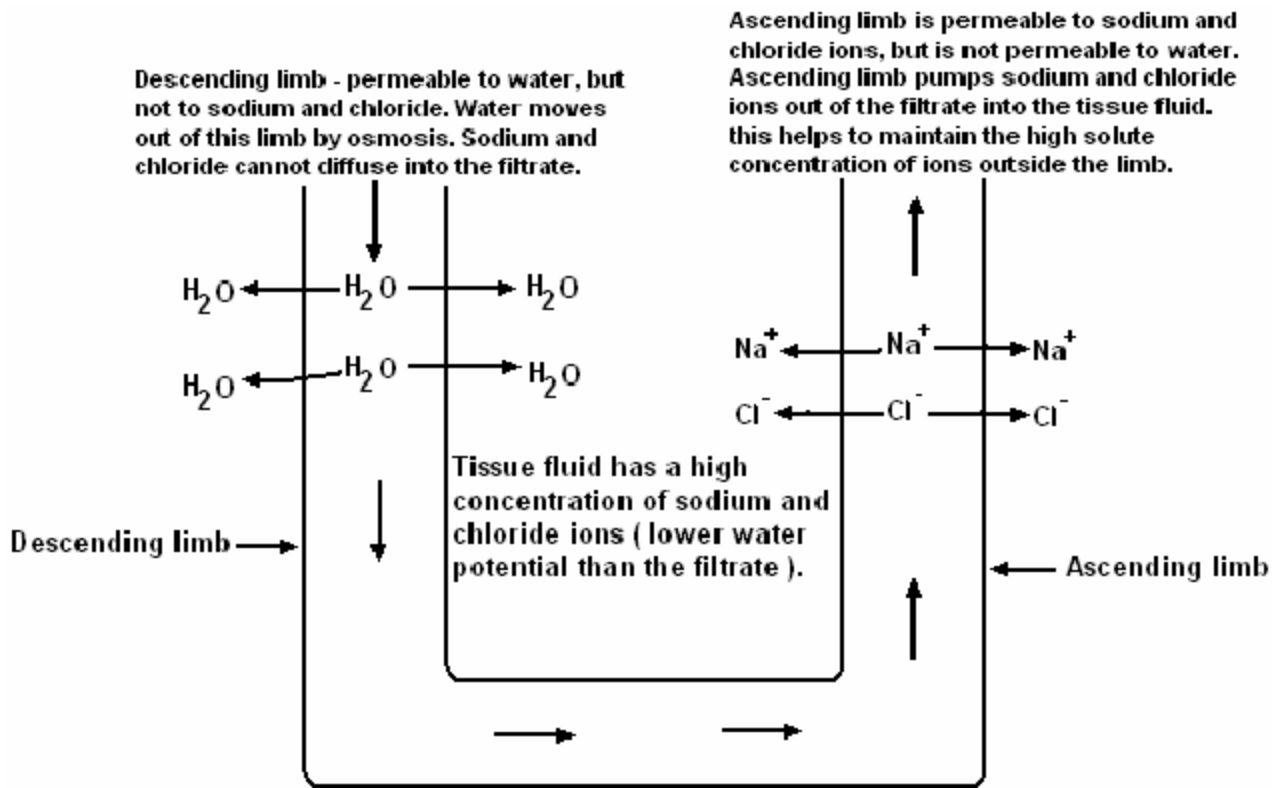 Ascending limb is permeable to sodium and
chloride ions, but is not permeable to water.
Ascending limb pumps sodium and chloride
ions out of the filtrate into the tissue fluid.
this helps to maintain the high solute
concentration of ions outside the limb.
Descending limb - permeable to water, but
not to sodium and chloride. Water moves
out of this limb by osmosis. Sodium and
chloride cannot diffuse into the filtrate.
H₂O H₂O H₂O
H₂O H₂O H₂O
Na⁺ Na⁺ Na⁺
Cl⁻ Cl⁻ Cl⁻
Tissue fluid has a high
concentration of sodium and
chloride ions ( lower water
potential than the filtrate ).
Descending limb
Ascending limb